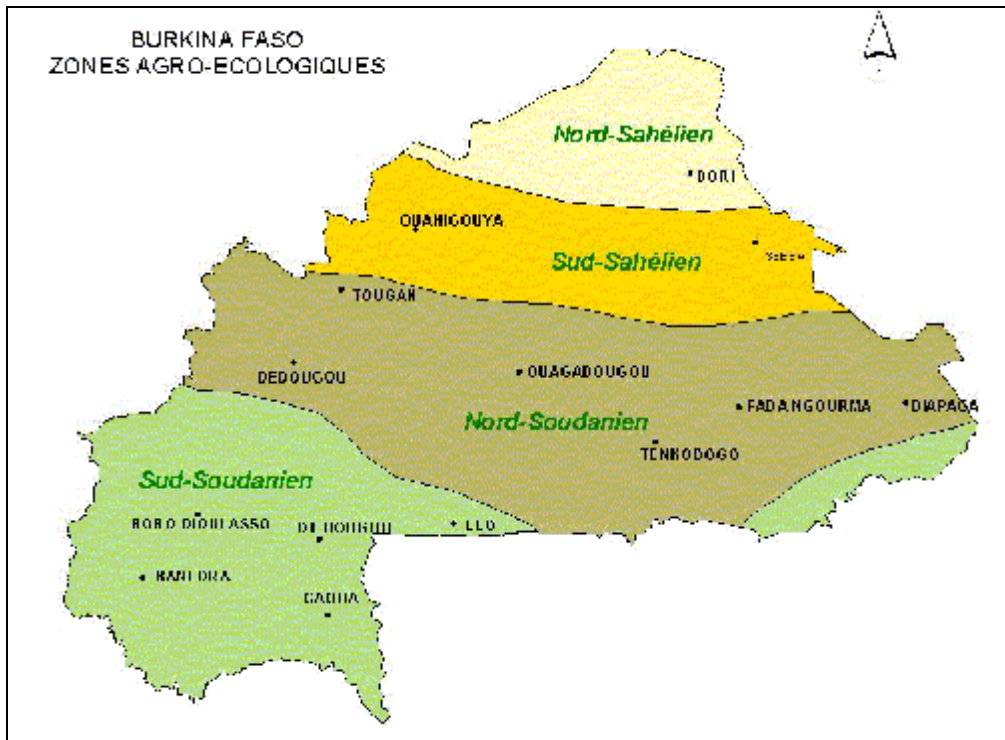 BURKINA FASO
ZONES AGRO-ECOLOGIQUES
Nord-Sahélien
DORI
OUAHIGOUYA
Sud-Sahélien
TOUGAN
OUAGADOUGOU
DEDOUGOU
FADANGOURMA
DIAPAGA
Nord-Soudanien
TENKODOGO
Sud-Soudanien
BOBO DIOULASSO
LEO
BANFORA